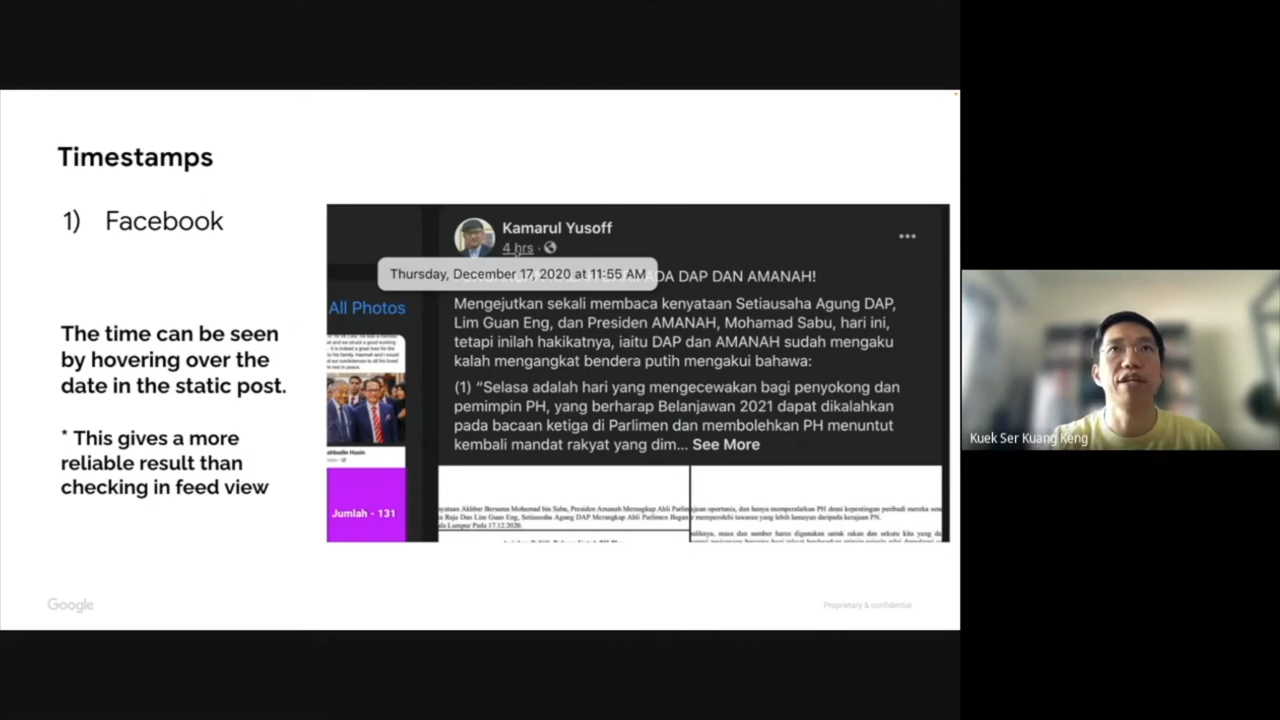 Timestamps
1) Facebook
The time can be seen
by hovering over the
date in the static post.
* This gives a more
reliable result than
checking in feed view
Kamarul Yusoff
4 hrs ·
Thursday, December 17, 2020 at 11:55 AM
DA DAP DAN AMANAH!
Mengejutkan sekali membaca kenyataan Setiausaha Agung DAP,
Lim Guan Eng, dan Presiden AMANAH, Mohamad Sabu, hari ini,
tetapi inilah hakikatnya, iaitu DAP dan AMANAH sudah mengaku
kalah mengangkat bendera putih mengakui bahawa:
(1) “Selasa adalah hari yang mengecewakan bagi penyokong dan
pemimpin PH, yang berharap Belanjawan 2021 dapat dikalahkan
pada bacaan ketiga di Parlimen dan membolehkan PH menuntut
kembali mandat rakyat yang dim... See More
All Photos
Jumlah - 131
Google
Proprietary & confidential
Kuek Ser Kuang Keng